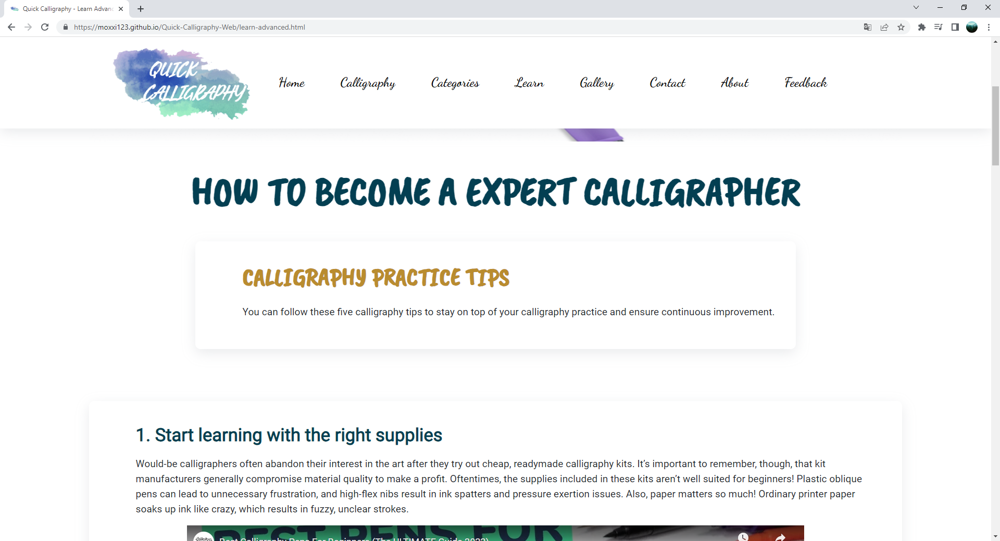 Quick Calligraphy - Learn Advanc
https://moxxi123.github.io/Quick-Calligraphy-Web/learn-advanced.html
QUICK
CALLIGRAPHY
Home Calligraphy Categories Learn Gallery Contact About Feedback
HOW TO BECOME A EXPERT CALLIGRAPHER
CALLIGRAPHY PRACTICE TIPS
You can follow these five calligraphy tips to stay on top of your calligraphy practice and ensure continuous improvement.
1. Start learning with the right supplies
Would-be calligraphers often abandon their interest in the art after they try out cheap, readymade calligraphy kits. It’s important to remember, though, that kit
manufacturers generally compromise material quality to make a profit. Oftentimes, the supplies included in these kits aren’t well suited for beginners! Plastic oblique
pens can lead to unnecessary frustration, and high-flex nibs result in ink spatters and pressure exertion issues. Also, paper matters so much! Ordinary printer paper
soaks up ink like crazy, which results in fuzzy, unclear strokes.
BEST PENS FOR
Best Calligraphy Pens For Beginners (The ULTIMATE Guide 2022)